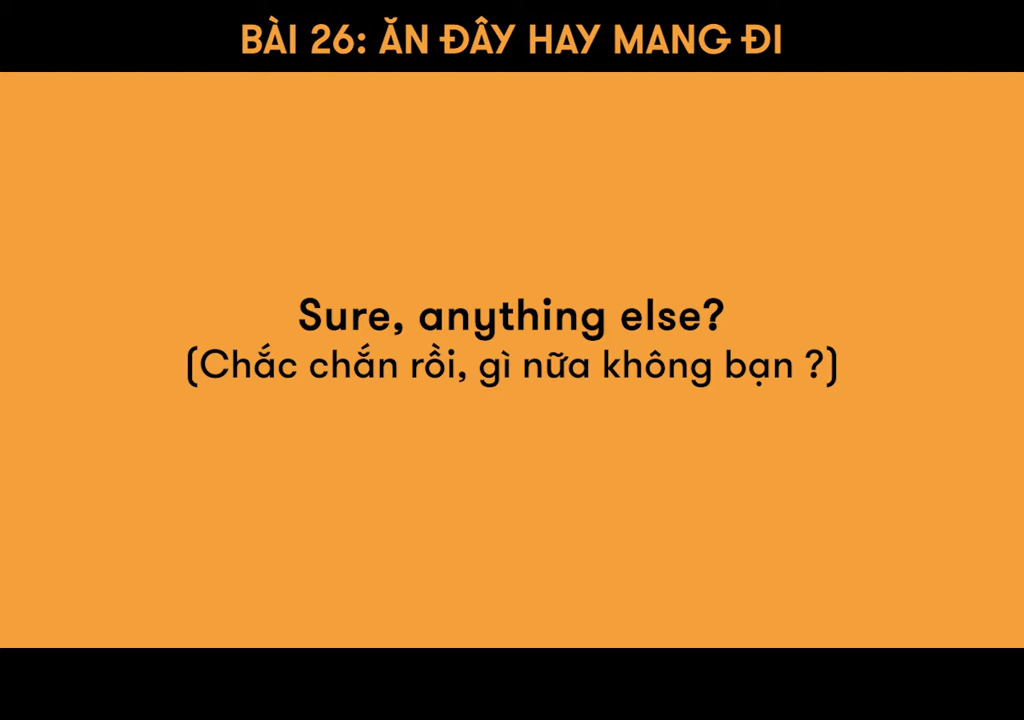 BÀI 26: ĂN ĐÂY HAY MANG ĐI
Sure, anything else?
(Chắc chắn rồi, gì nữa không bạn ?)